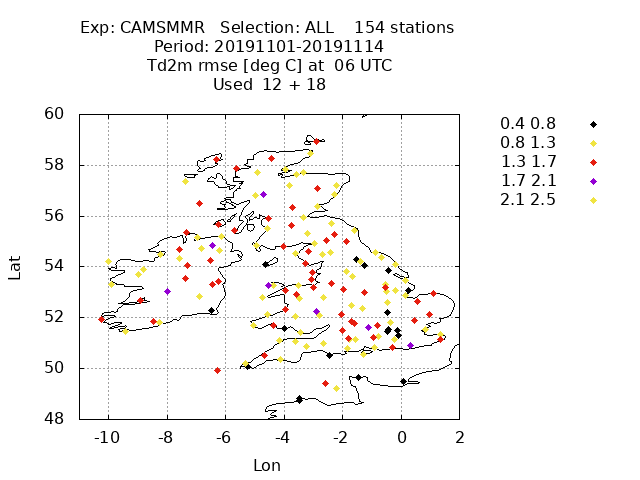 Exp: CAMSMMR Selection: ALL 154 stations
Period: 20191101-20191114
Td2m rmse [deg C] at 06 UTC
Used 12 + 18
60
58
56
54
52
50
48
Lat
-10 -8 -6 -4 -2 0 2
Lon
0.4 0.8
0.8 1.3
1.3 1.7
1.7 2.1
2.1 2.5